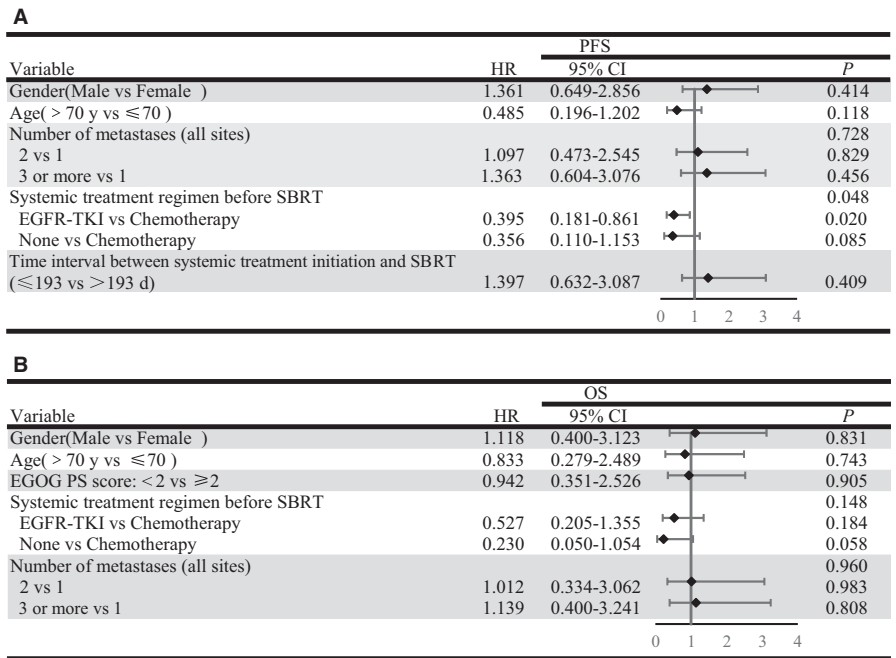 A
PFS
Variable HR 95% CI P
Gender(Male vs Female ) 1.361 0.649-2.856 0.414
Age( > 70 y vs ≤70 ) 0.485 0.196-1.202 0.118
Number of metastases (all sites) 0.728
2 vs 1 1.097 0.473-2.545 0.829
3 or more vs 1 1.363 0.604-3.076 0.456
Systemic treatment regimen before SBRT 0.048
EGFR-TKI vs Chemotherapy 0.395 0.181-0.861 0.020
None vs Chemotherapy 0.356 0.110-1.153 0.085
Time interval between systemic treatment initiation and SBRT
(≤193 vs >193 d) 1.397 0.632-3.087 0.409
0 1 2 3 4
B
OS
Variable HR 95% CI P
Gender(Male vs Female ) 1.118 0.400-3.123 0.831
Age( > 70 y vs ≤70 ) 0.833 0.279-2.489 0.743
EGOG PS score: <2 vs ≥2 0.942 0.351-2.526 0.905
Systemic treatment regimen before SBRT 0.148
EGFR-TKI vs Chemotherapy 0.527 0.205-1.355 0.184
None vs Chemotherapy 0.230 0.050-1.054 0.058
Number of metastases (all sites) 0.960
2 vs 1 1.012 0.334-3.062 0.983
3 or more vs 1 1.139 0.400-3.241 0.808
0 1 2 3 4